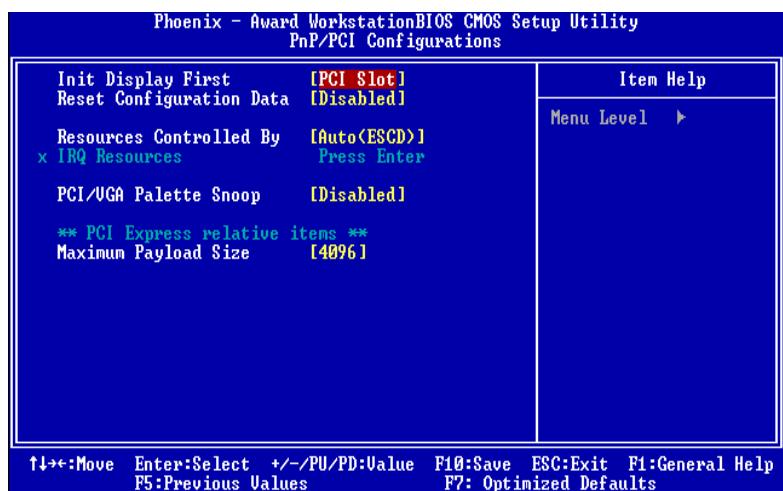 Phoenix - Award WorkstationBIOS CMOS Setup Utility
PnP/PCI Configurations
Init Display First [PCI Slot]
Reset Configuration Data [Disabled]
Resources Controlled By [Auto(ESCD)]
x IRQ Resources Press Enter
PCI/VGA Palette Snoop [Disabled]
** PCI Express relative items **
Maximum Payload Size [4096]
Item Help
Menu Level ▶
↑↓→←:Move Enter:Select +/-/PU/PD:Value F10:Save ESC:Exit F1:General Help
F5:Previous Values F7: Optimized Defaults